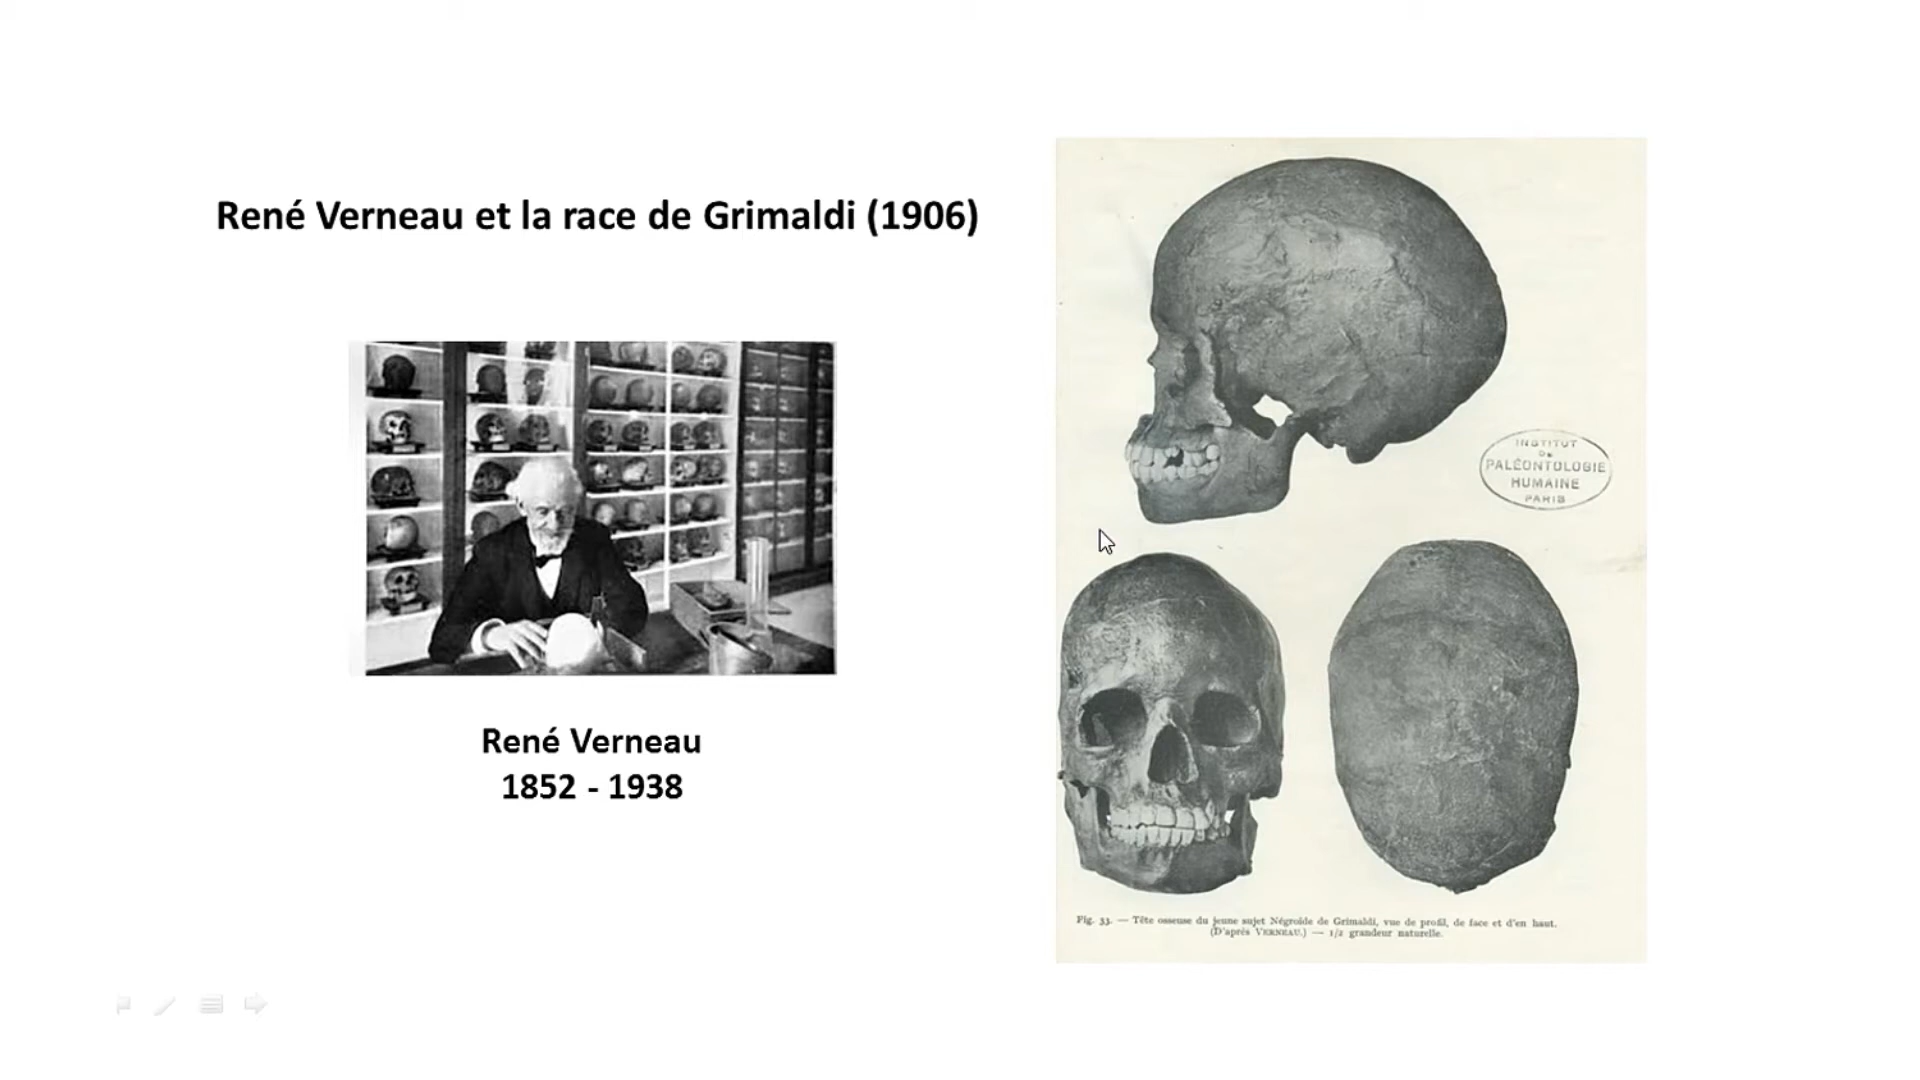 René Verneau et la race de Grimaldi (1906)
René Verneau
1852 - 1938
INSTITUT
DE
PALÉONTOLOGIE
HUMAINE
PARIS
Fig. 33. — Tête osseuse du jeune sujet Négroïde de Grimaldi, vue de profil, de face et d'en haut.
(D'après VERNEAU.) — 1/2 grandeur naturelle.